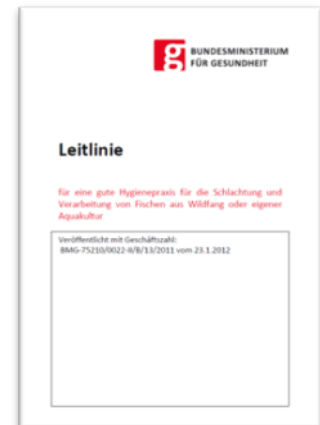 BUNDESMINISTERIUM
FÜR GESUNDHEIT
Leitlinie
für eine gute Hygienepraxis für die Schlachtung und
Verarbeitung von Fischen aus Wildfang oder eigener
Aquakultur
Veröffentlicht mit Geschäftszahl:
BMG-75210/0022-II/B/13/2011 vom 23.1.2012